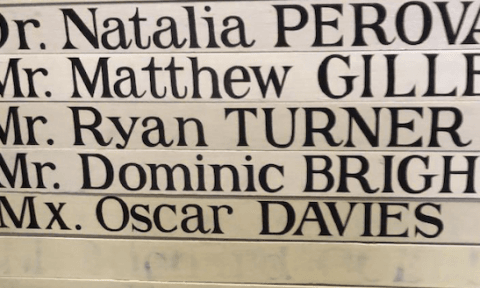 Dr. Natalia PEROVA
Mr. Matthew GILLE
Mr. Ryan TURNER
Mr. Dominic BRIGH
Mx. Oscar DAVIES